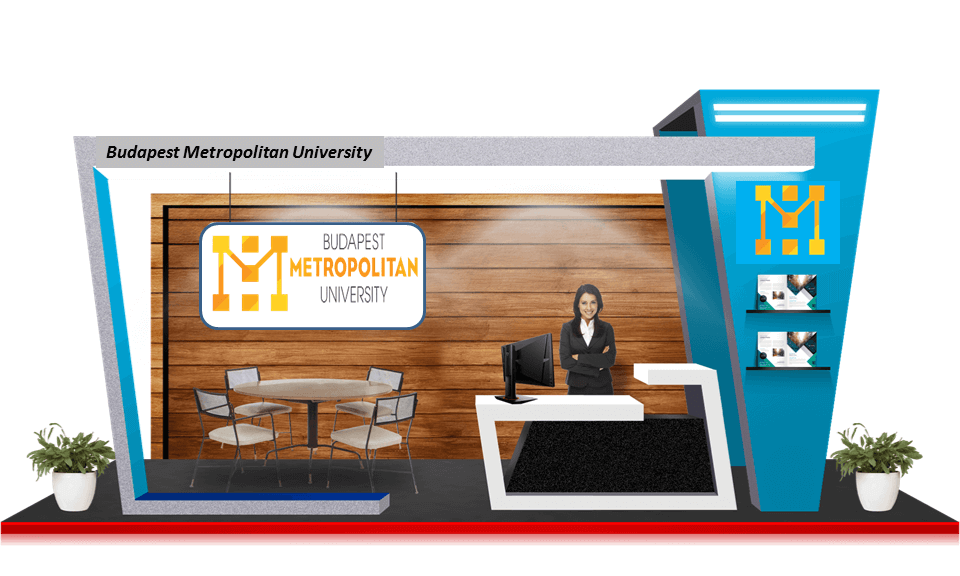 Budapest Metropolitan University
BUDAPEST
METROPOLITAN
UNIVERSITY